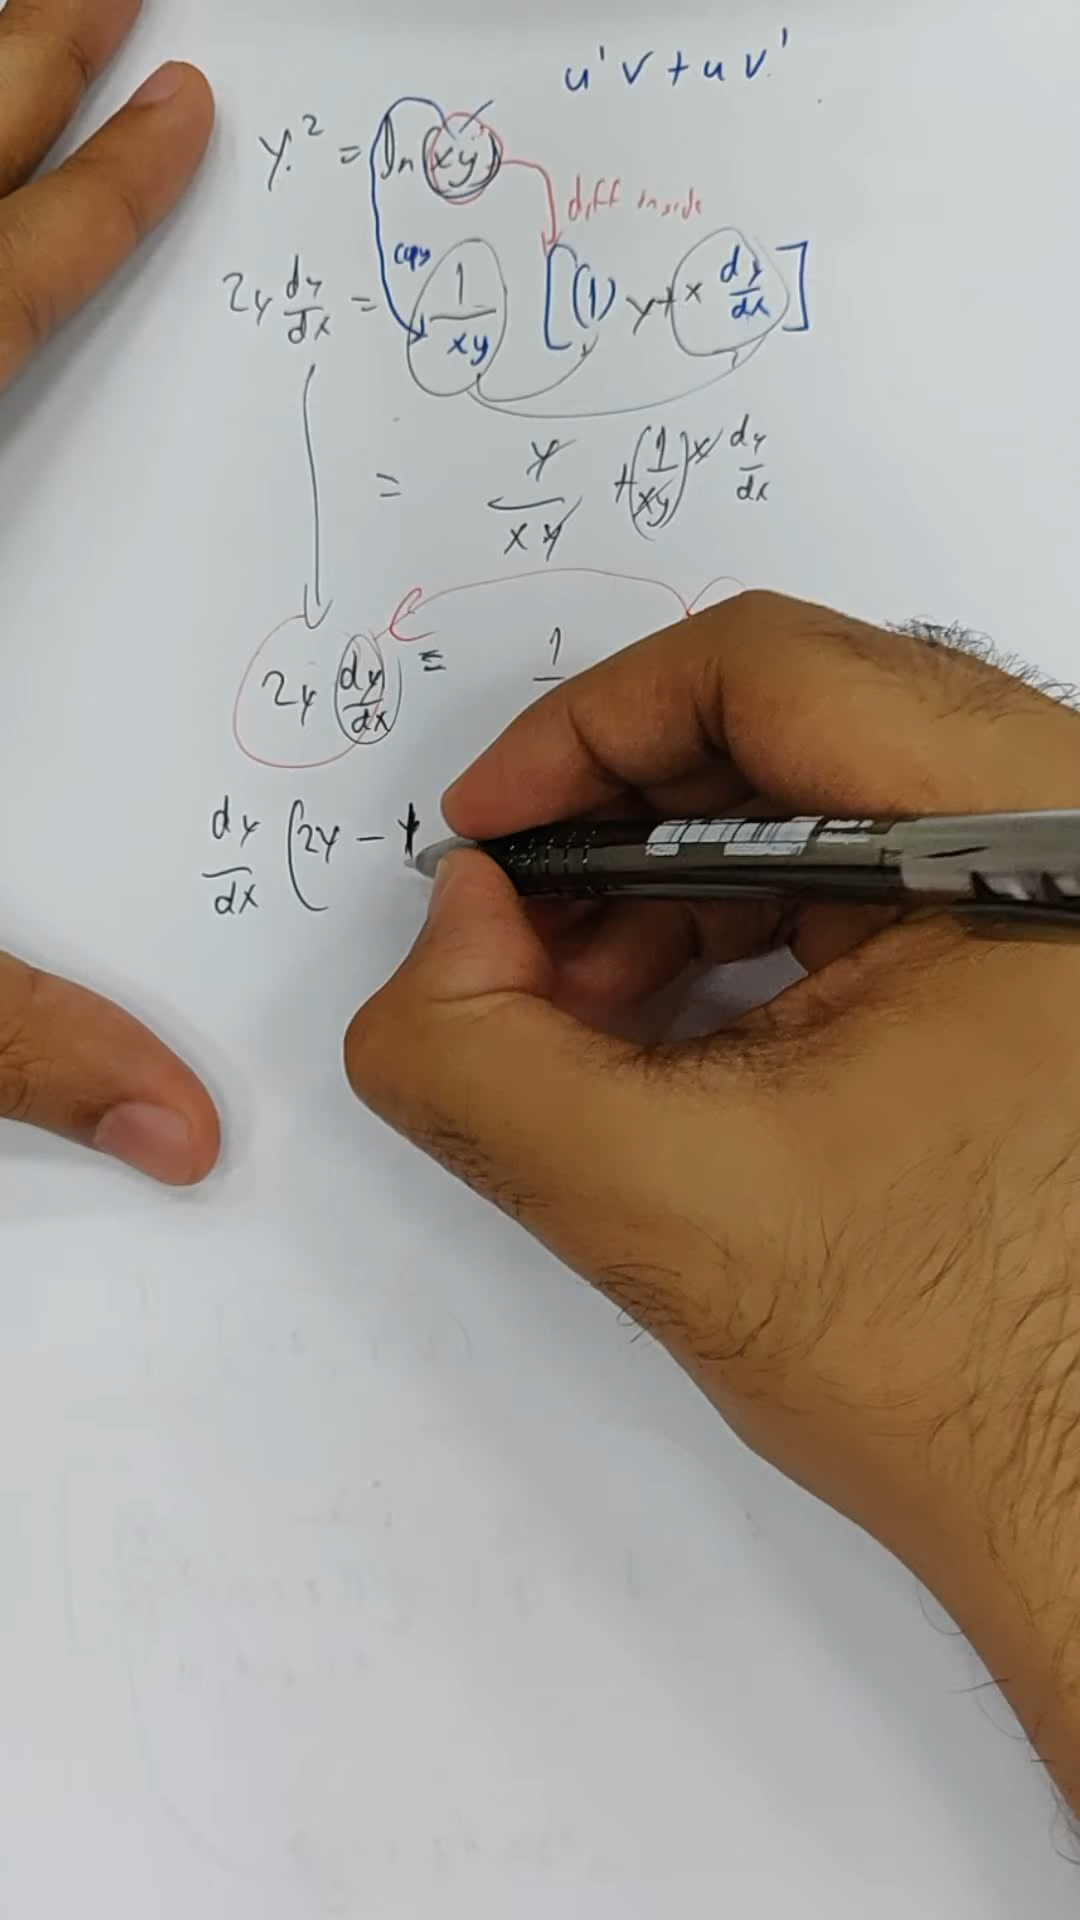 u'v + uv'
y² = ln(xy)
diff inside
copy
2y dy/dx = 1/xy [(1) y + x dy/dx]
= y/xy + (1/xy) x dy/dx
2y dy/dx = 1
dy/dx (2y −